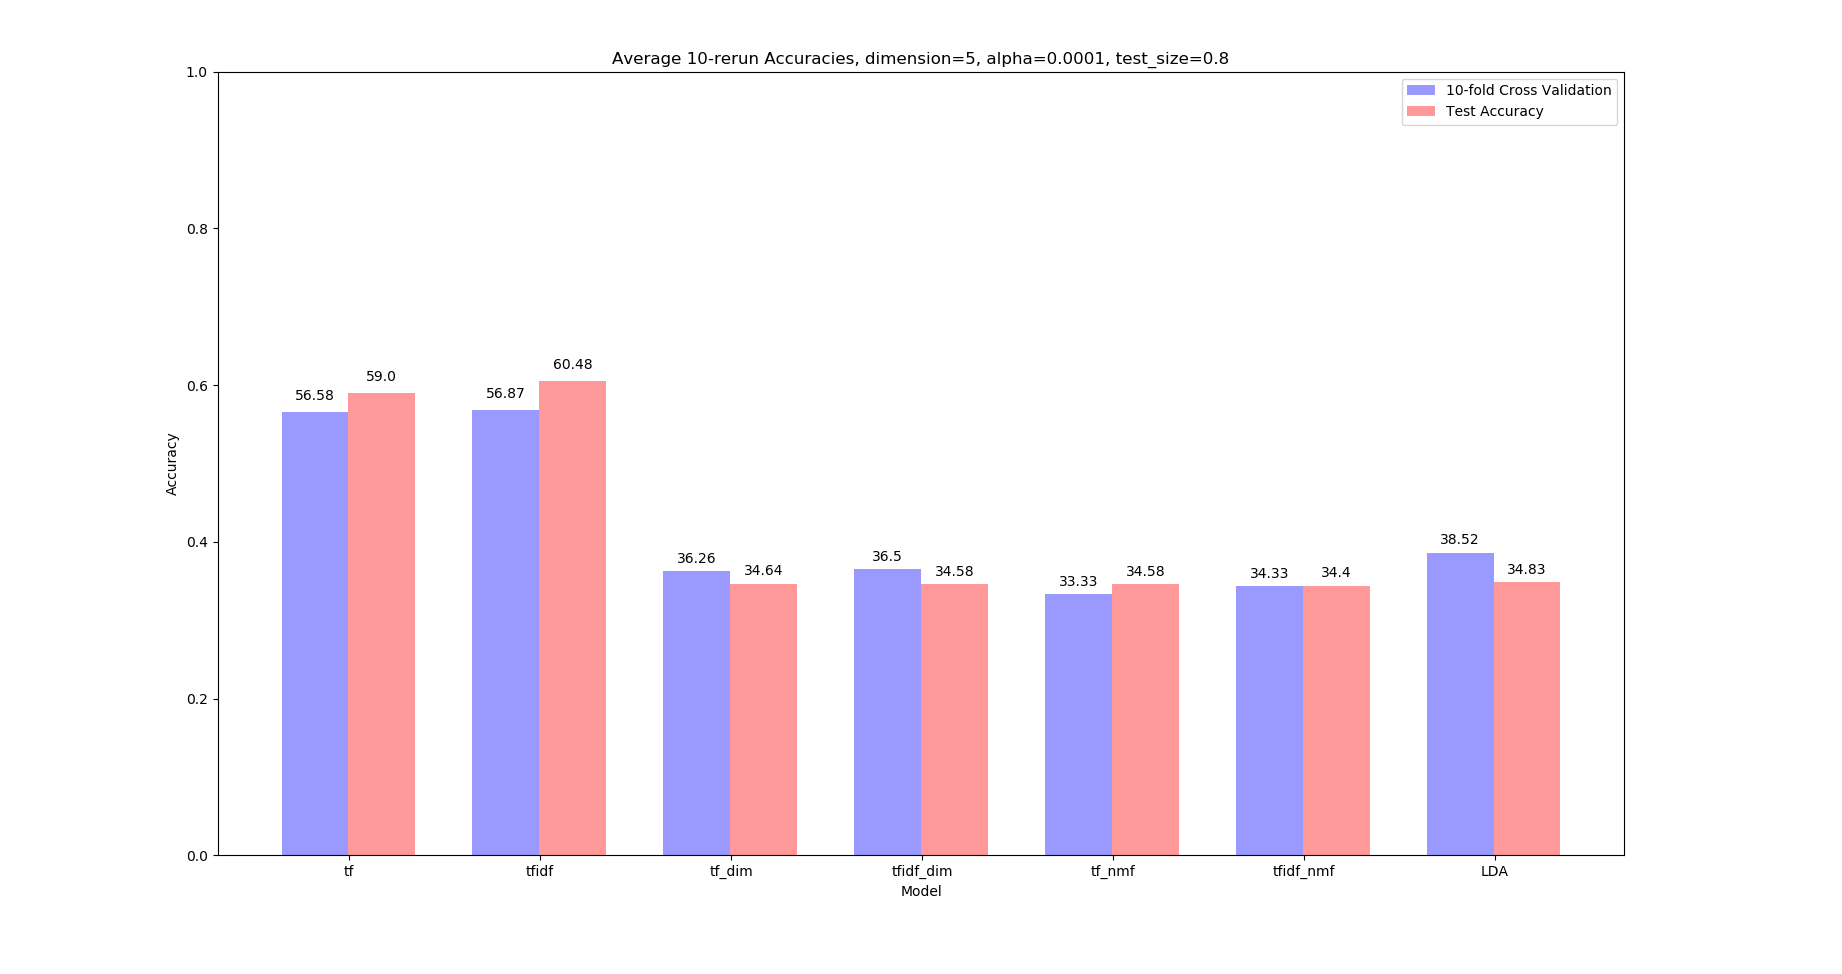 Average 10-rerun Accuracies, dimension=5, alpha=0.0001, test_size=0.8
10-fold Cross Validation
Test Accuracy
1.0
0.8
0.6
0.4
0.2
0.0
Accuracy
56.58
59.0
56.87
60.48
36.26
34.64
36.5
34.58
33.33
34.58
34.33
34.4
38.52
34.83
tf
tfidf
tf_dim
tfidf_dim
tf_nmf
tfidf_nmf
LDA
Model